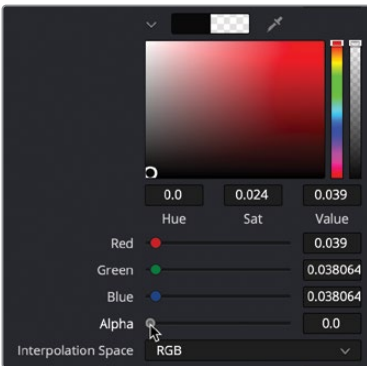 0.0 0.024 0.039
Hue Sat Value
Red 0.039
Green 0.038064
Blue 0.038064
Alpha 0.0
Interpolation Space RGB